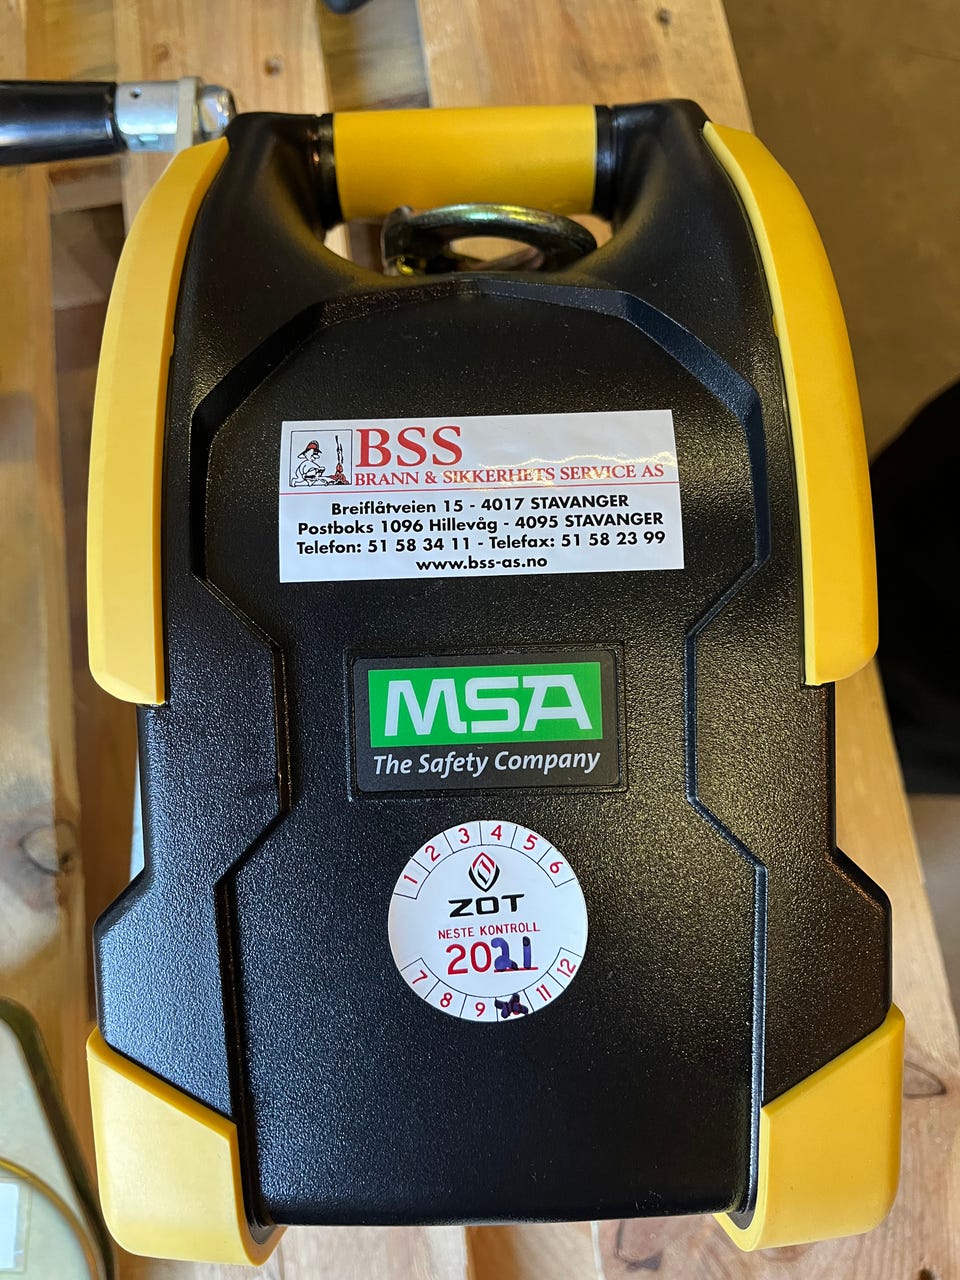 BSS
BRANN & SIKKERHETS SERVICE AS
Breiflåtveien 15 - 4017 STAVANGER
Postboks 1096 Hillevåg - 4095 STAVANGER
Telefon: 51 58 34 11 - Telefax: 51 58 23 99
www.bss-as.no
MSA
The Safety Company
1 2 3 4 5 6
ZOT
NESTE KONTROLL
2021
7 8 9 11 12